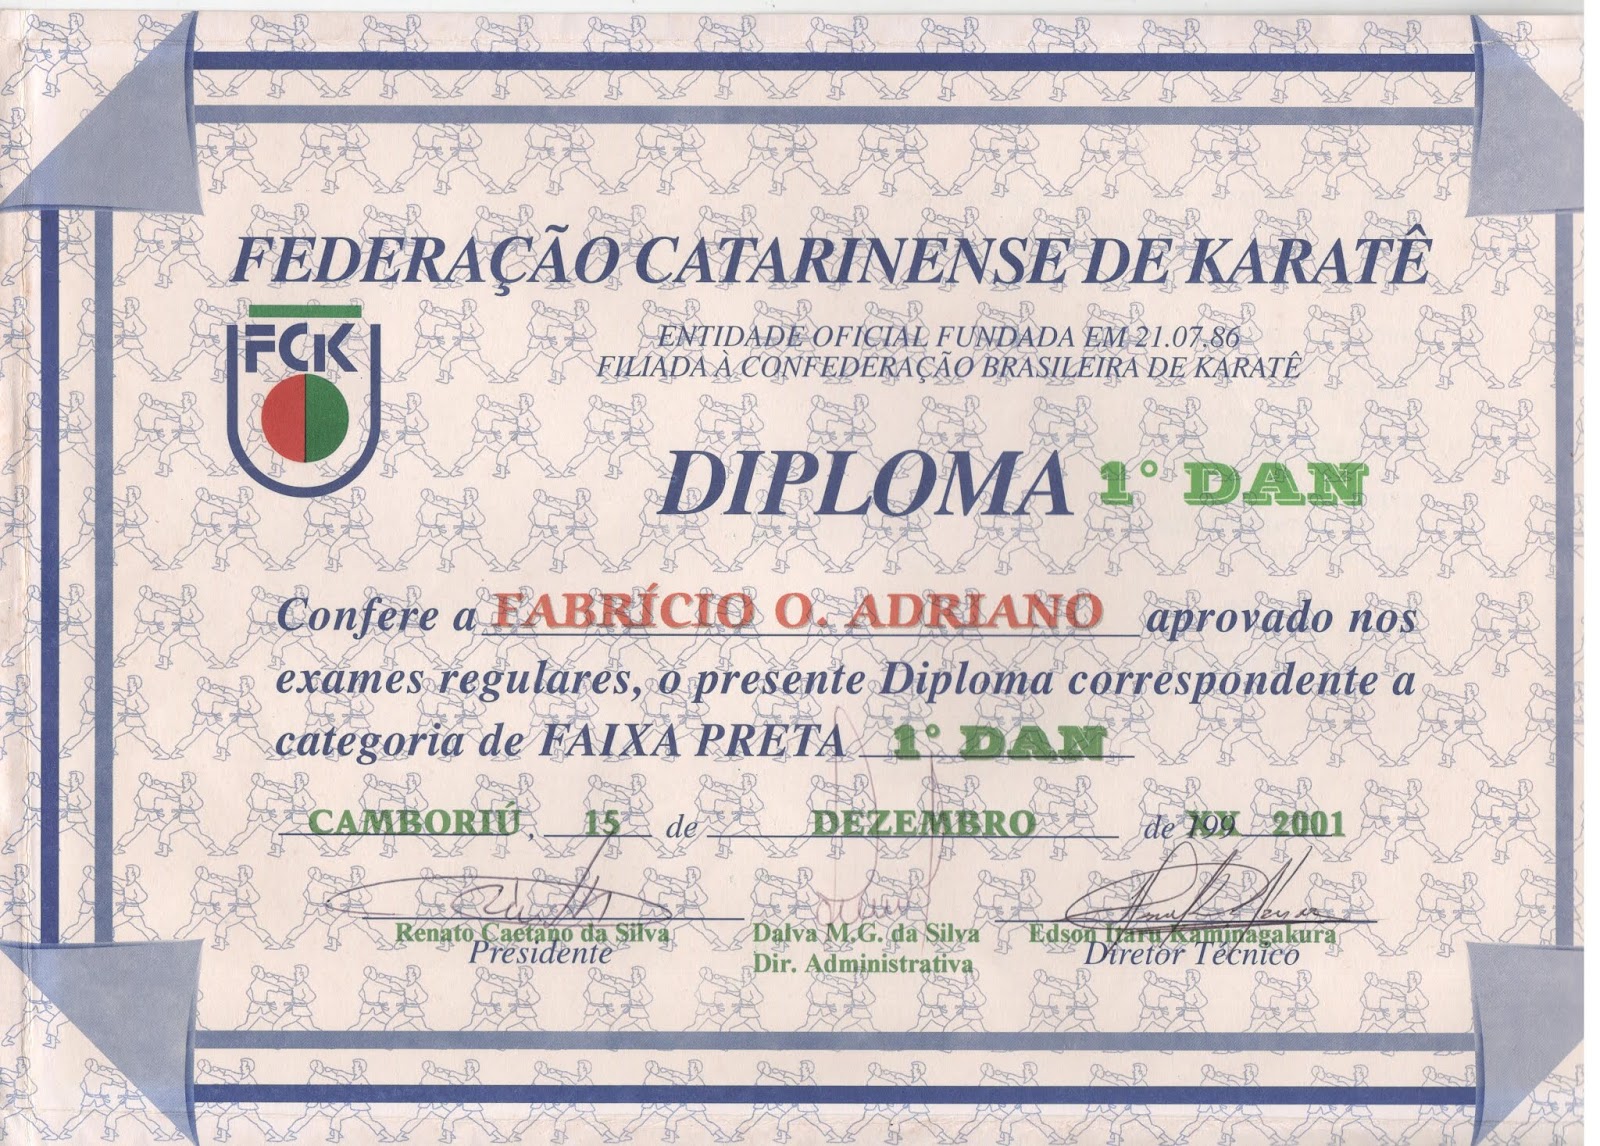 FEDERAÇÃO CATARINENSE DE KARATÊ
FCK
ENTIDADE OFICIAL FUNDADA EM 21.07.86
FILIADA À CONFEDERAÇÃO BRASILEIRA DE KARATÊ
DIPLOMA 1° DAN
Confere a FABRÍCIO O. ADRIANO aprovado nos
exames regulares, o presente Diploma correspondente a
categoria de FAIXA PRETA 1° DAN
CAMBORIÚ, 15 de DEZEMBRO de 199 2001
Renato Caetano da Silva Dalva M.G. da Silva Edson Itaru Kaminagakura
Presidente Dir. Administrativa Diretor Técnico